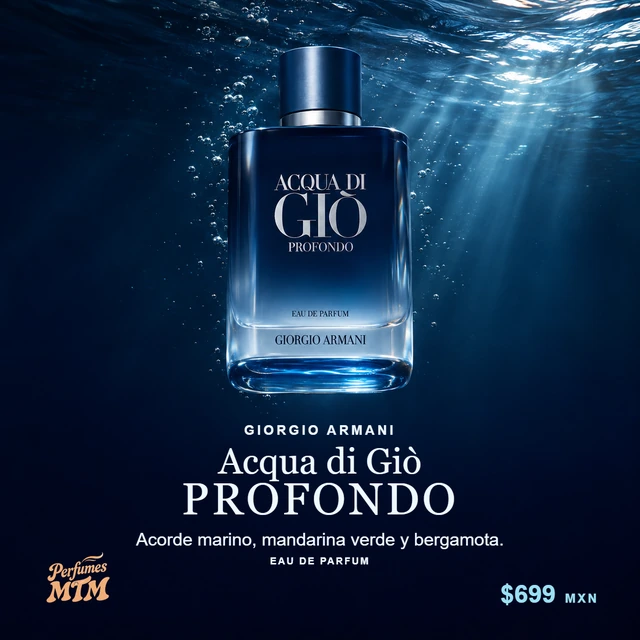 ACQUA DI
GIÒ
PROFONDO
EAU DE PARFUM
GIORGIO ARMANI
GIORGIO ARMANI
Acqua di Giò
PROFONDO
Acorde marino, mandarina verde y bergamota.
EAU DE PARFUM
Perfumes
MTM
$699 MXN